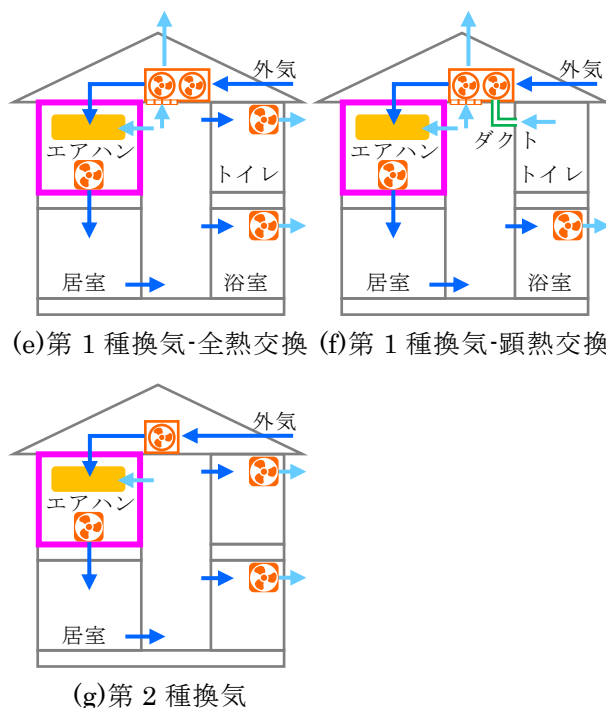 外気
エアハン
トイレ
居室
浴室
(e)第 1 種換気-全熱交換
外気
エアハン
ダクト
トイレ
居室
浴室
(f)第 1 種換気-顕熱交換
外気
エアハン
居室
(g)第 2 種換気